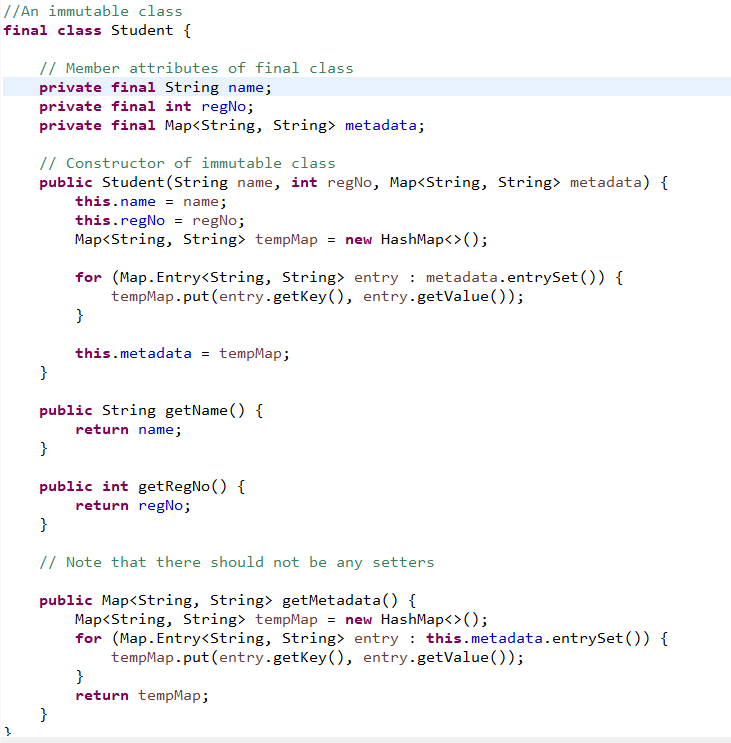 //An immutable class
final class Student {
    // Member attributes of final class
    private final String name;
    private final int regNo;
    private final Map<String, String> metadata;
    // Constructor of immutable class
    public Student(String name, int regNo, Map<String, String> metadata) {
        this.name = name;
        this.regNo = regNo;
        Map<String, String> tempMap = new HashMap<>();
        for (Map.Entry<String, String> entry : metadata.entrySet()) {
            tempMap.put(entry.getKey(), entry.getValue());
        }
        this.metadata = tempMap;
    }
    public String getName() {
        return name;
    }
    public int getRegNo() {
        return regNo;
    }
    // Note that there should not be any setters
    public Map<String, String> getMetadata() {
        Map<String, String> tempMap = new HashMap<>();
        for (Map.Entry<String, String> entry : this.metadata.entrySet()) {
            tempMap.put(entry.getKey(), entry.getValue());
        }
        return tempMap;
    }
}